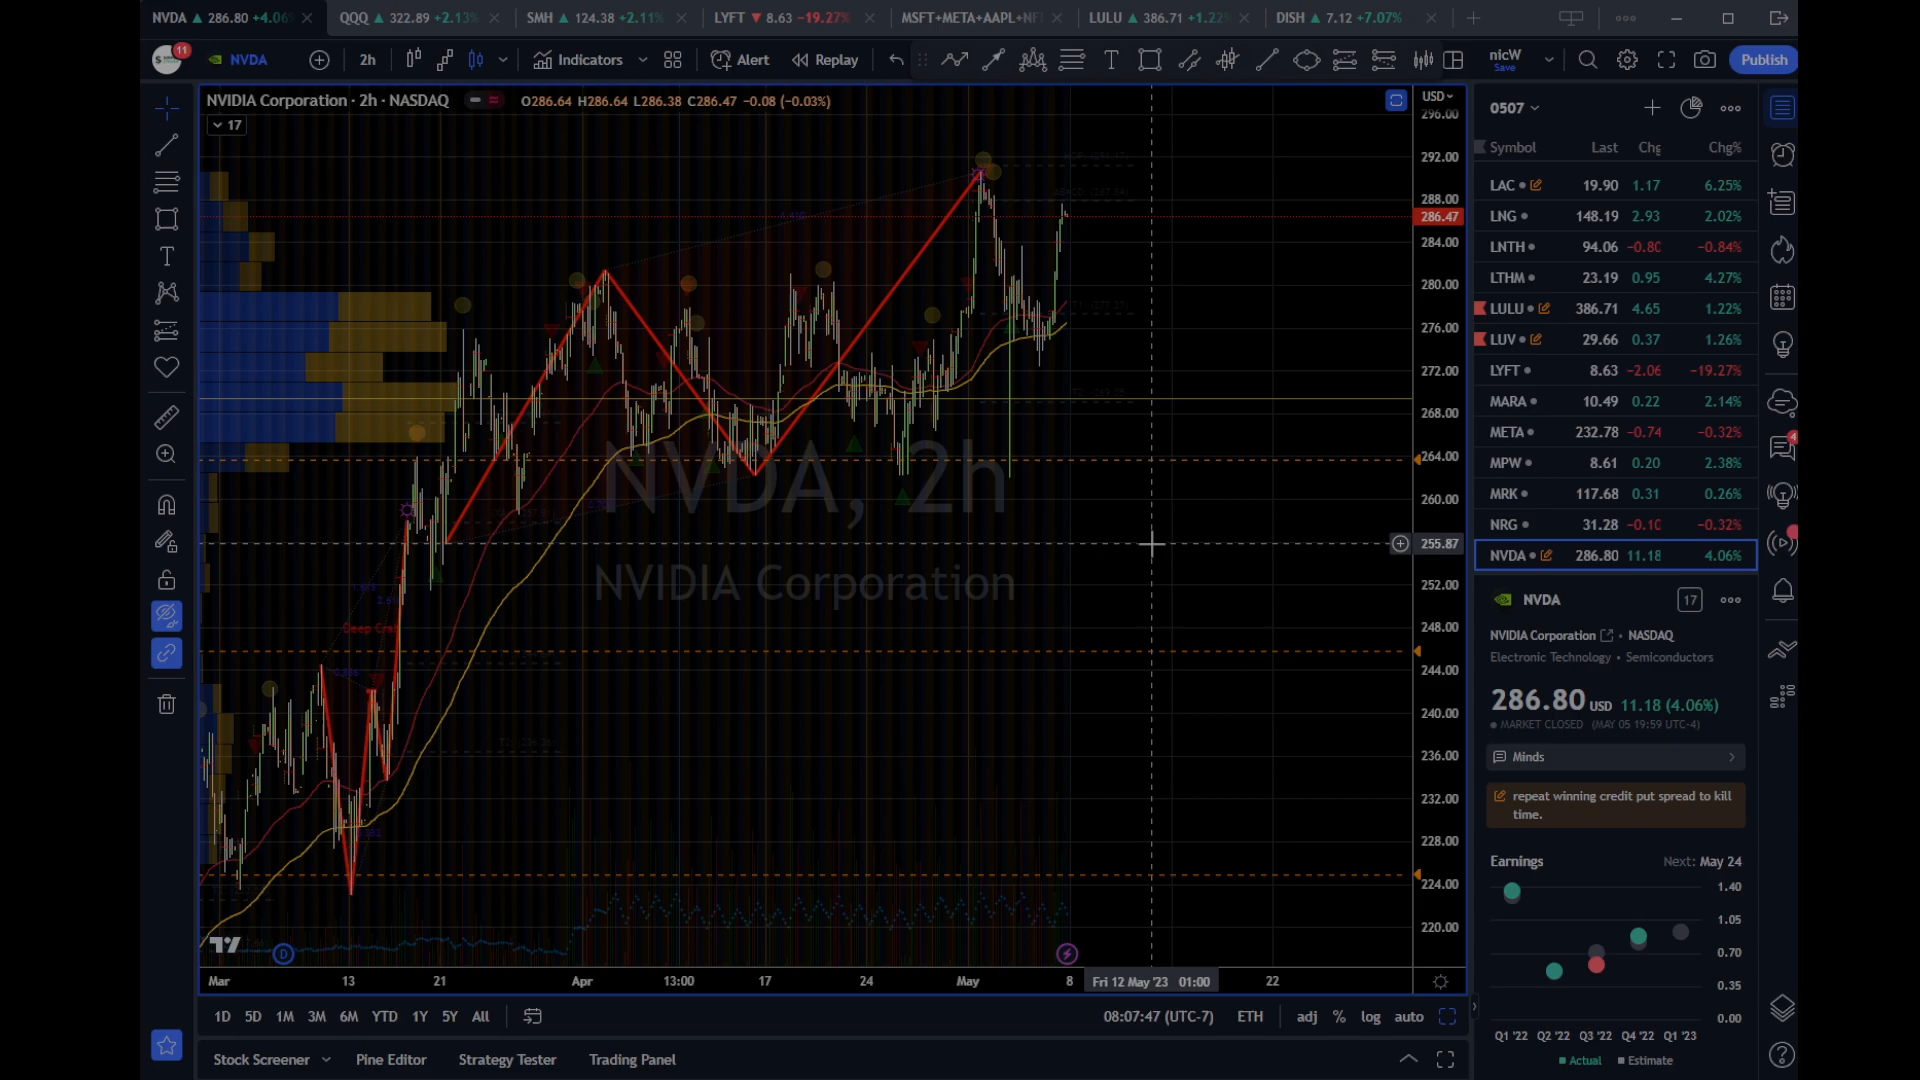 NVDA 286.80 +4.06
QQQ 322.89 +2.13%
SMH 124.38 +2.11%
LYFT 8.63 −19.27%
MSFT+META+AAPL+NF
LULU 386.71 +1.22%
DISH 7.12 +7.07%
11
NVDA
2h
Indicators
Alert
Replay
nicW
Save
Publish
NVIDIA Corporation · 2h · NASDAQ
O286.64 H286.64 L286.38 C286.47 −0.08 (−0.03%)
17
USD
296.00
292.00
288.00
286.47
284.00
280.00
276.00
272.00
268.00
264.00
260.00
255.87
252.00
248.00
244.00
240.00
236.00
232.00
228.00
224.00
220.00
NVDA, 2h
NVIDIA Corporation
Mar
13
21
Apr
13:00
17
24
May
8
Fri 12 May '23 01:00
22
1D 5D 1M 3M 6M YTD 1Y 5Y All
08:07:47 (UTC-7) ETH adj % log auto
Stock Screener
Pine Editor
Strategy Tester
Trading Panel
0507
Symbol Last Chg Chg%
LAC 19.90 1.17 6.25%
LNG 148.19 2.93 2.02%
LNTH 94.06 −0.80 −0.84%
LTHM 23.19 0.95 4.27%
LULU 386.71 4.65 1.22%
LUV 29.66 0.37 1.26%
LYFT 8.63 −2.06 −19.27%
MARA 10.49 0.22 2.14%
META 232.78 −0.74 −0.32%
MPW 8.61 0.20 2.38%
MRK 117.68 0.31 0.26%
NRG 31.28 −0.10 −0.32%
NVDA 286.80 11.18 4.06%
NVDA
17
NVIDIA Corporation NASDAQ
Electronic Technology • Semiconductors
286.80 USD 11.18 (4.06%)
MARKET CLOSED (MAY 05 19:59 UTC-4)
Minds
repeat winning credit put spread to kill
time.
Earnings Next: May 24
1.40
1.05
0.70
0.35
0.00
Q1 '22 Q2 '22 Q3 '22 Q4 '22 Q1 '23
Actual Estimate
4